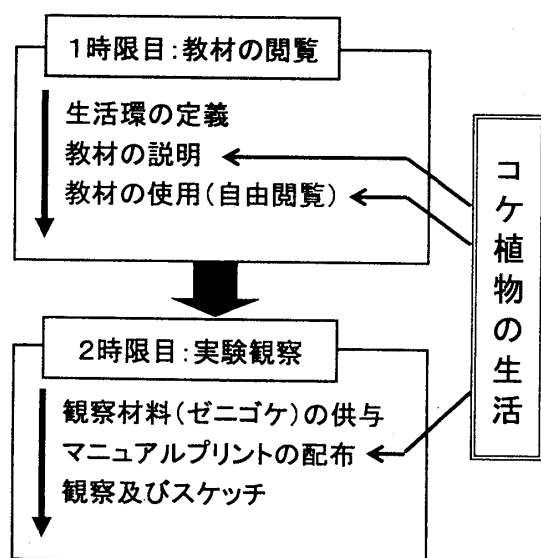 1時限目:教材の閲覧
生活環の定義
教材の説明
教材の使用(自由閲覧)
2時限目:実験観察
観察材料(ゼニゴケ)の供与
マニュアルプリントの配布
観察及びスケッチ
コケ植物の生活